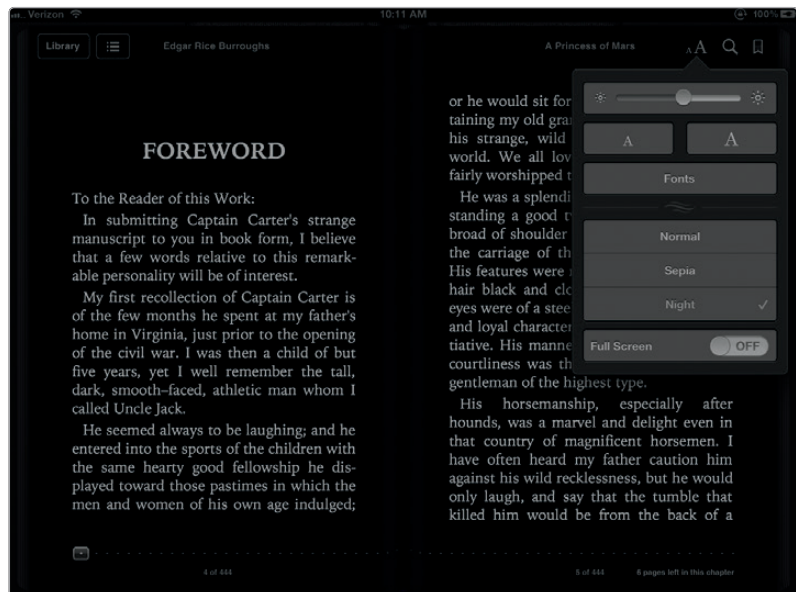 Verizon 10:11 AM 100%
Library Edgar Rice Burroughs
A Princess of Mars AA
FOREWORD
To the Reader of this Work:
In submitting Captain Carter's strange
manuscript to you in book form, I believe
that a few words relative to this remark-
able personality will be of interest.
My first recollection of Captain Carter is
of the few months he spent at my father's
home in Virginia, just prior to the opening
of the civil war. I was then a child of but
five years, yet I well remember the tall,
dark, smooth-faced, athletic man whom I
called Uncle Jack.
He seemed always to be laughing; and he
entered into the sports of the children with
the same hearty good fellowship he dis-
played toward those pastimes in which the
men and women of his own age indulged;
4 of 444
or he would sit for
taining my old
his strange, wild
world. We all
fairly worshipped
He was a
standing a good
broad of shoulder
the carriage of
His features were
hair black and
eyes were of a
and loyal
tiative. His
courtliness was
gentleman of the highest type.
His horsemanship, especially after
hounds, was a marvel and delight even in
that country of magnificent horsemen. I
have often heard my father caution him
against his wild recklessness, but he would
only laugh, and say that the tumble that
killed him would be from the back of a
5 of 444 6 pages left in this chapter
A A
Fonts
Normal
Sepia
Night
Full Screen OFF